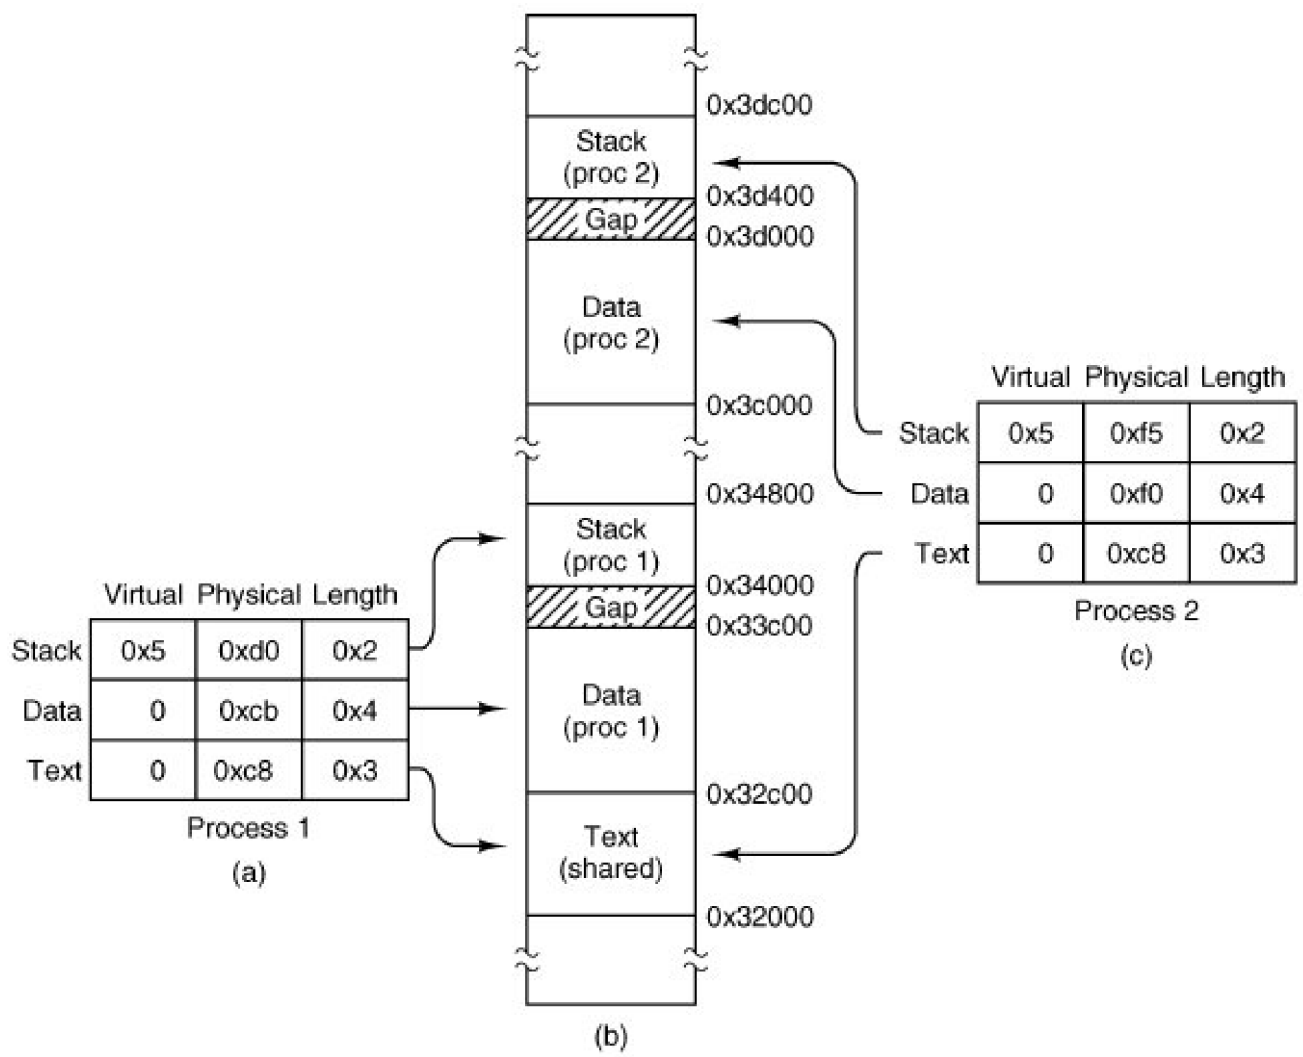 0x3dc00
Stack
(proc 2)
0x3d400
Gap
0x3d000
Data
(proc 2)
0x3c000
0x34800
Stack
(proc 1)
0x34000
Gap
0x33c00
Data
(proc 1)
0x32c00
Text
(shared)
0x32000
(b)
Virtual Physical Length
Stack 0x5 0xd0 0x2
Data 0 0xcb 0x4
Text 0 0xc8 0x3
Process 1
(a)
Virtual Physical Length
Stack 0x5 0xf5 0x2
Data 0 0xf0 0x4
Text 0 0xc8 0x3
Process 2
(c)